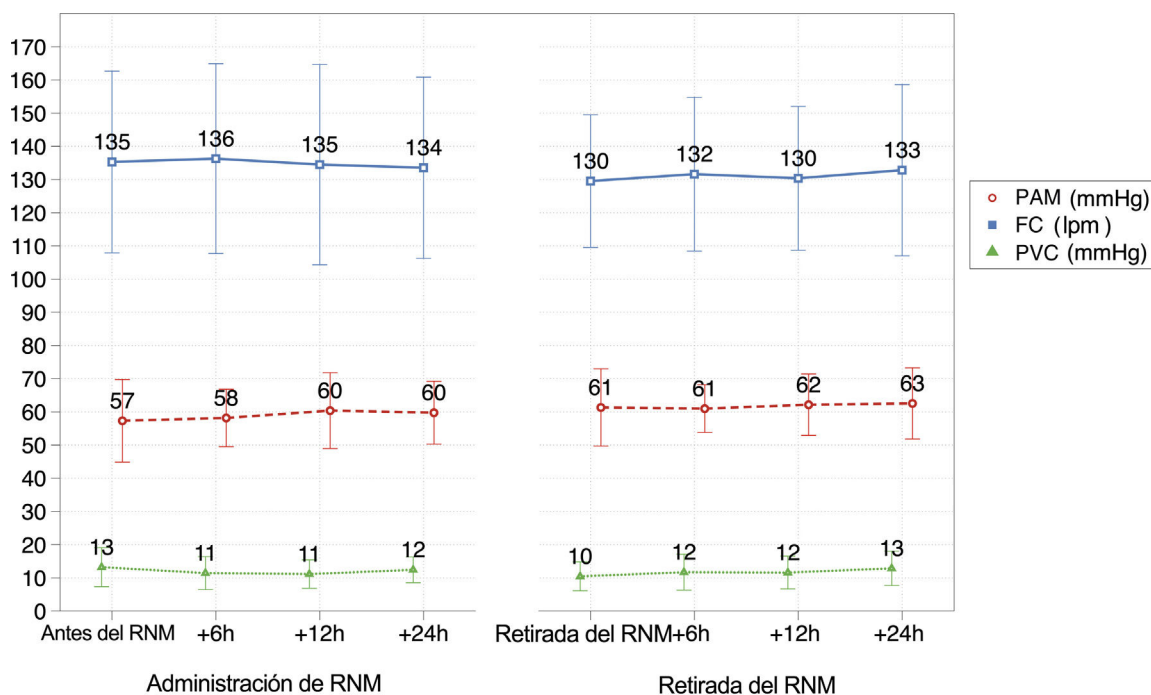 170
160
150
140
130
120
110
100
90
80
70
60
50
40
30
20
10
0
135 136 135 134
130 132 130 133
57 58 60 60
61 61 62 63
13 11 11 12
10 12 12 13
PAM (mmHg)
FC (lpm)
PVC (mmHg)
Antes del RNM +6h +12h +24h
Retirada del RNM +6h +12h +24h
Administración de RNM
Retirada del RNM